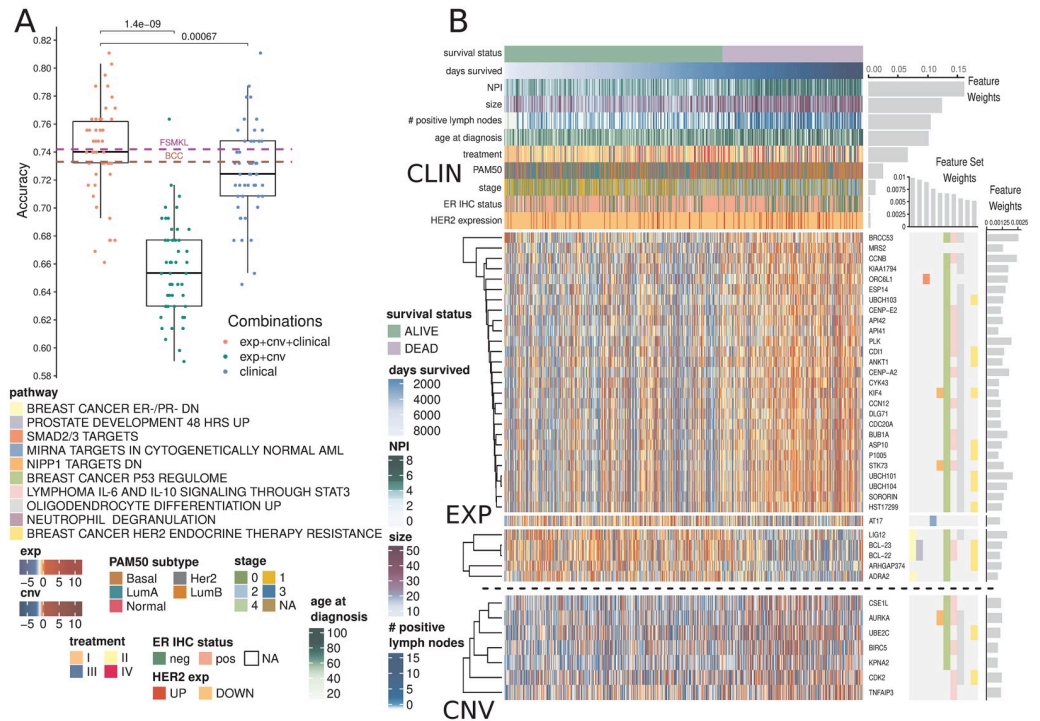 A
1.4e−09
0.00067
0.82
0.80
0.78
0.76
0.74
0.72
0.70
0.68
0.66
0.64
0.62
0.60
0.58
Accuracy
FSMKL
BCC
Combinations
exp+cnv+clinical
exp+cnv
clinical
pathway
BREAST CANCER ER-/PR- DN
PROSTATE DEVELOPMENT 48 HRS UP
SMAD2/3 TARGETS
MIRNA TARGETS IN CYTOGENETICALLY NORMAL AML
NIPP1 TARGETS DN
BREAST CANCER P53 REGULOME
LYMPHOMA IL-6 AND IL-10 SIGNALING THROUGH STAT3
OLIGODENDROCYTE DIFFERENTIATION UP
NEUTROPHIL DEGRANULATION
BREAST CANCER HER2 ENDOCRINE THERAPY RESISTANCE
exp
−5 0 5 10
cnv
−5 0 5 10
PAM50 subtype
Basal Her2
LumA LumB
Normal
stage
0 1
2 3
4 NA
treatment
I II
III IV
ER IHC status
neg pos NA
HER2 exp
UP DOWN
age at
diagnosis
100
80
60
40
20
survival status
ALIVE
DEAD
days survived
2000
4000
6000
8000
NPI
8
6
4
2
0
size
50
40
30
20
10
# positive
lymph nodes
15
10
5
0
B
survival status
days survived
NPI
size
# positive lymph nodes
age at diagnosis
treatment
PAM50
stage
ER IHC status
HER2 expression
CLIN
0.00 0.05 0.10 0.15
Feature
Weights
Feature Set
Weights
0.01
0.0075
0.005
0.0025
0
Feature
Weights
0 0.00125 0.0025
BRCC53
MRS2
CCNB
KIAA1794
ORC6L1
ESP14
UBCH103
CENP−E2
API42
API41
PLK
CDI1
ANKT1
CENP−A2
CYK43
KIF4
CCN12
DLG71
CDC20A
BUB1A
ASP10
P1005
STK73
UBCH101
UBCH104
SORORIN
HST17299
EXP
AT17
LIG12
BCL−23
BCL−22
ARHGAP374
ADRA2
CSE1L
AURKA
UBE2C
BIRC5
KPNA2
CDK2
TNFAIP3
CNV